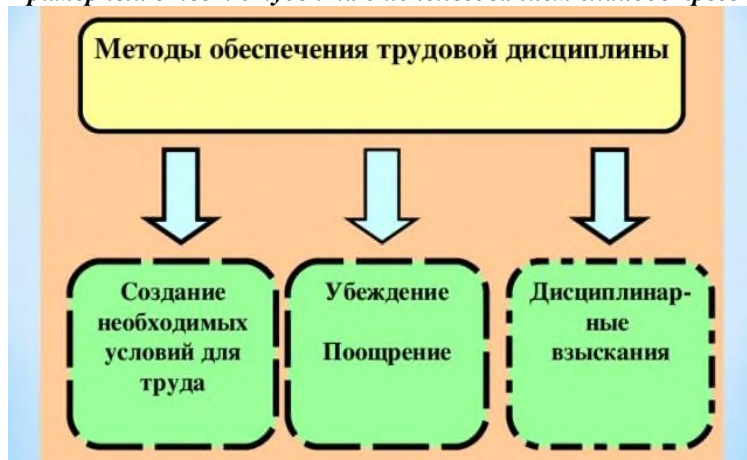 Методы обеспечения трудовой дисциплины
Создание
необходимых
условий для
труда
Убеждение
Поощрение
Дисциплинар-
ные
взыскания